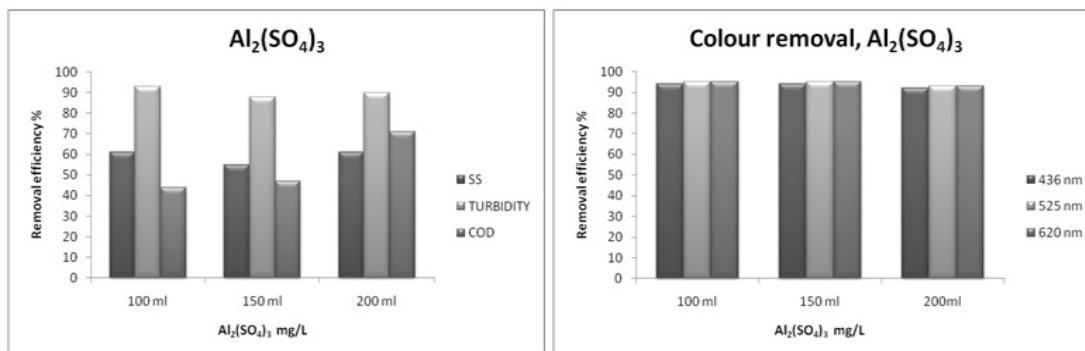 Al₂(SO₄)₃
Removal efficiency %
100
90
80
70
60
50
40
30
20
10
0
100 ml
150 ml
200 ml
Al₂(SO₄)₃ mg/L
SS
TURBIDITY
COD
Colour removal, Al₂(SO₄)₃
Removal efficiency %
100
90
80
70
60
50
40
30
20
10
0
100 ml
150 ml
200ml
Al₂(SO₄)₃ mg/L
436 nm
525 nm
620 nm